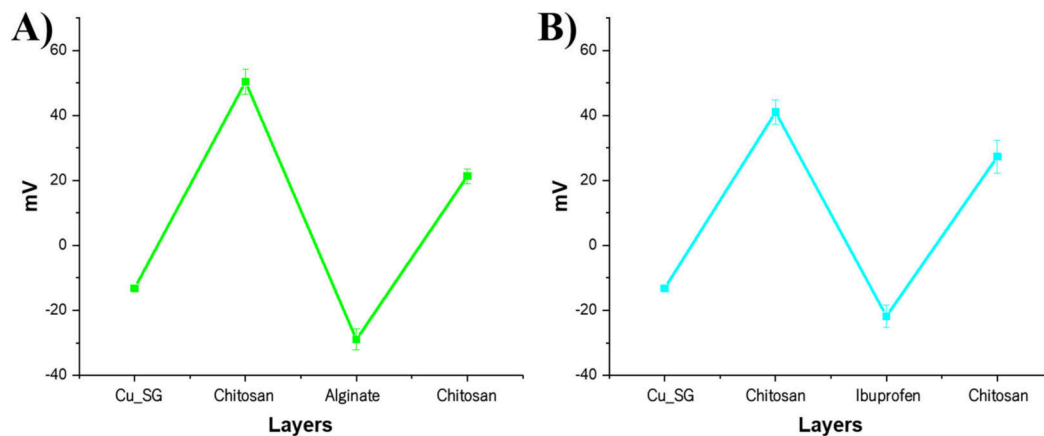 A)
60
40
20
0
-20
-40
mV
Cu_SG Chitosan Alginate Chitosan
Layers
B)
60
40
20
0
-20
-40
mV
Cu_SG Chitosan Ibuprofen Chitosan
Layers